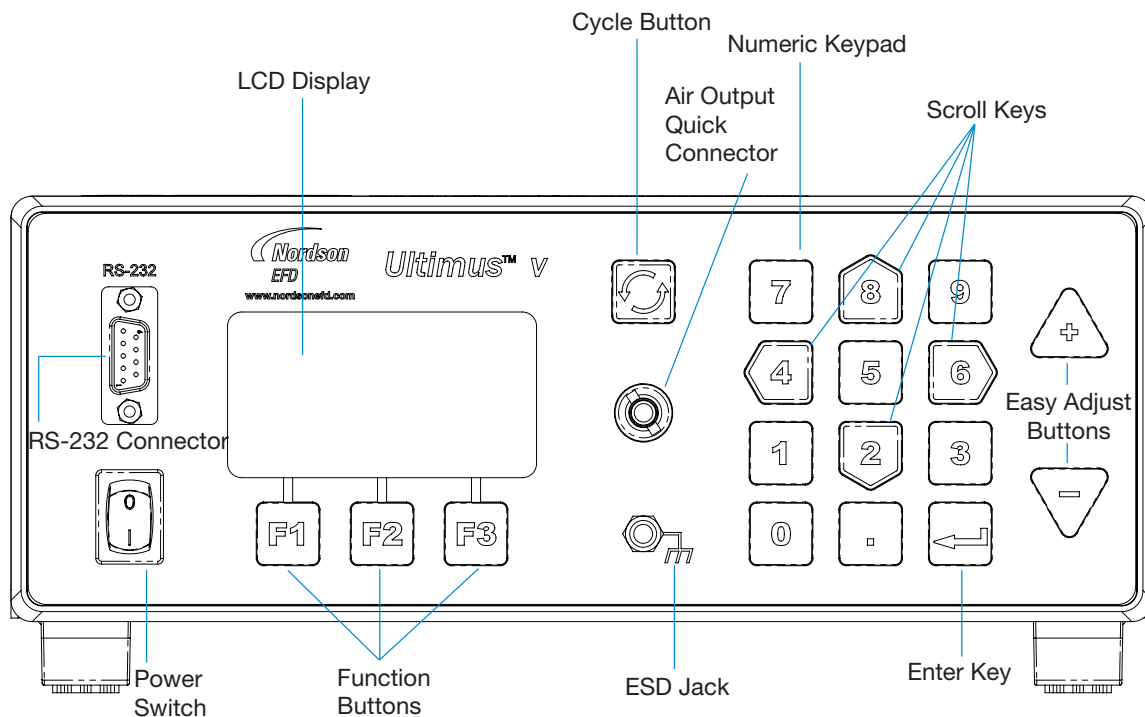 Cycle Button
Numeric Keypad
LCD Display
Air Output
Quick
Connector
Scroll Keys
RS-232
Nordson
EFD
www.nordsonefd.com
Ultimus™ V
7
8
9
4
5
6
Easy Adjust
Buttons
RS-232 Connector
1
2
3
+
-
0
I
F1
F2
F3
0
.
Power
Switch
Function
Buttons
ESD Jack
Enter Key